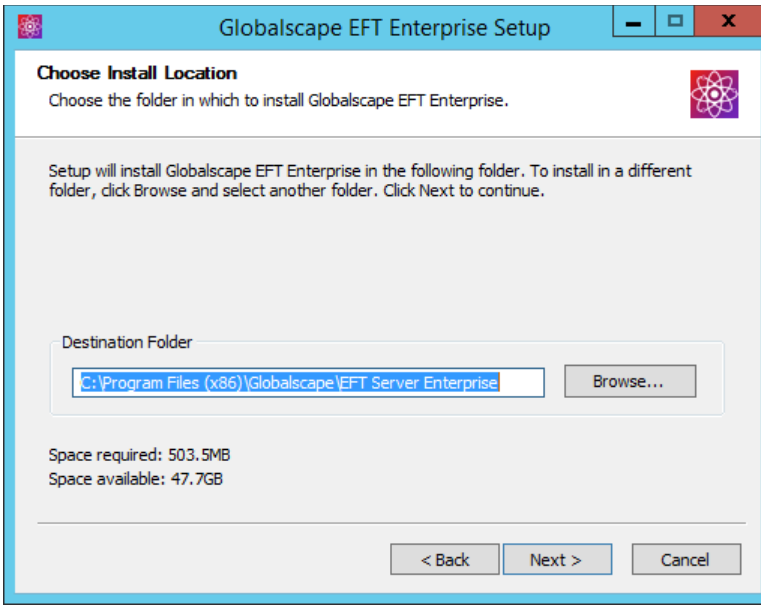 Globalscape EFT Enterprise Setup
Choose Install Location
Choose the folder in which to install Globalscape EFT Enterprise.
Setup will install Globalscape EFT Enterprise in the following folder. To install in a different
folder, click Browse and select another folder. Click Next to continue.
Destination Folder
C:\Program Files (x86)\Globalscape\EFT Server Enterprise
Browse...
Space required: 503.5MB
Space available: 47.7GB
< Back
Next >
Cancel